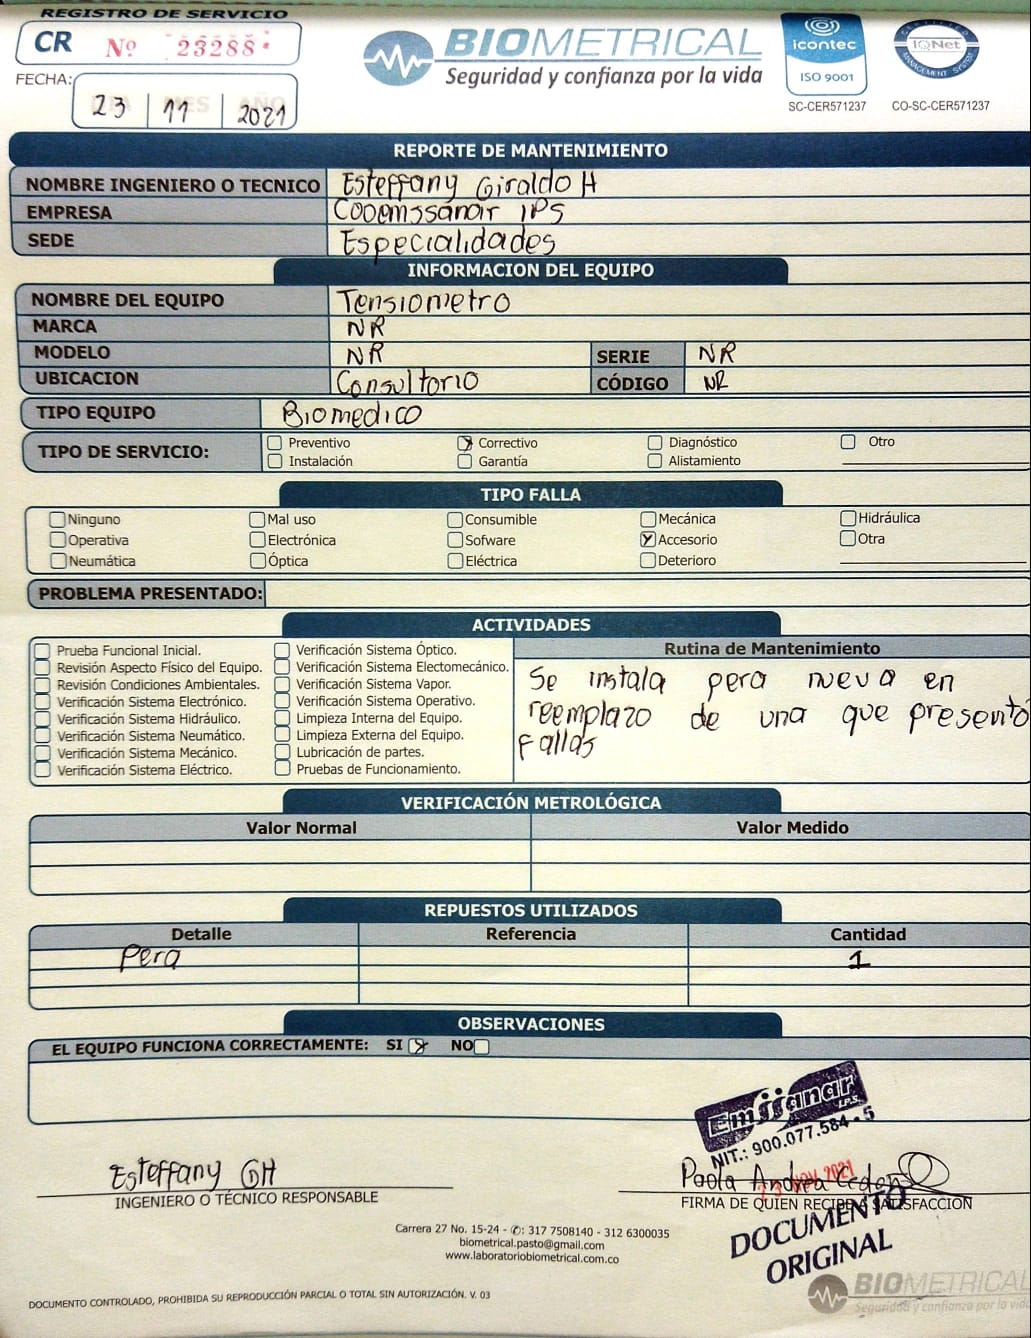 REGISTRO DE SERVICIO
CR Nº 23288
FECHA: 23 11 2021
BIOMETRICAL
Seguridad y confianza por la vida
icontec
ISO 9001
SC-CER571237
IQNet
MANAGEMENT SYSTEM
CO-SC-CER571237
REPORTE DE MANTENIMIENTO
NOMBRE INGENIERO O TECNICO Esteffany Giraldo H
EMPRESA Cooemssanar IPS
SEDE Especialidades
INFORMACION DEL EQUIPO
NOMBRE DEL EQUIPO Tensiometro
MARCA NR
MODELO NR SERIE NR
UBICACION Consultorio CÓDIGO NR
TIPO EQUIPO Biomedico
TIPO DE SERVICIO: Preventivo Correctivo Diagnóstico Otro
Instalación Garantía Alistamiento
TIPO FALLA
Ninguno Mal uso Consumible Mecánica Hidráulica
Operativa Electrónica Sofware Accesorio Otra
Neumática Óptica Eléctrica Deterioro
PROBLEMA PRESENTADO:
ACTIVIDADES
Prueba Funcional Inicial.
Revisión Aspecto Físico del Equipo.
Revisión Condiciones Ambientales.
Verificación Sistema Electrónico.
Verificación Sistema Hidráulico.
Verificación Sistema Neumático.
Verificación Sistema Mecánico.
Verificación Sistema Eléctrico.
Verificación Sistema Óptico.
Verificación Sistema Electomecánico.
Verificación Sistema Vapor.
Verificación Sistema Operativo.
Limpieza Interna del Equipo.
Limpieza Externa del Equipo.
Lubricación de partes.
Pruebas de Funcionamiento.
Rutina de Mantenimiento
Se instala pera nueva en
reemplazo de una que presentó
fallas
VERIFICACIÓN METROLÓGICA
Valor Normal Valor Medido
REPUESTOS UTILIZADOS
Detalle Referencia Cantidad
Pera 1
OBSERVACIONES
EL EQUIPO FUNCIONA CORRECTAMENTE: SI NO
Emssanar
I.P.S.
NIT.: 900.077.584 - 5
Esteffany GH
INGENIERO O TÉCNICO RESPONSABLE
Paola Andrea Cedeno
23 NOV 2021
FIRMA DE QUIEN RECIBE A SATISFACCIÓN
DOCUMENTO
ORIGINAL
Carrera 27 No. 15-24 - ✆: 317 7508140 - 312 6300035
biometrical.pasto@gmail.com
www.laboratoriobiometrical.com.co
BIOMETRICAL
Seguridad y confianza por la vida
DOCUMENTO CONTROLADO, PROHIBIDA SU REPRODUCCIÓN PARCIAL O TOTAL SIN AUTORIZACIÓN. V. 03